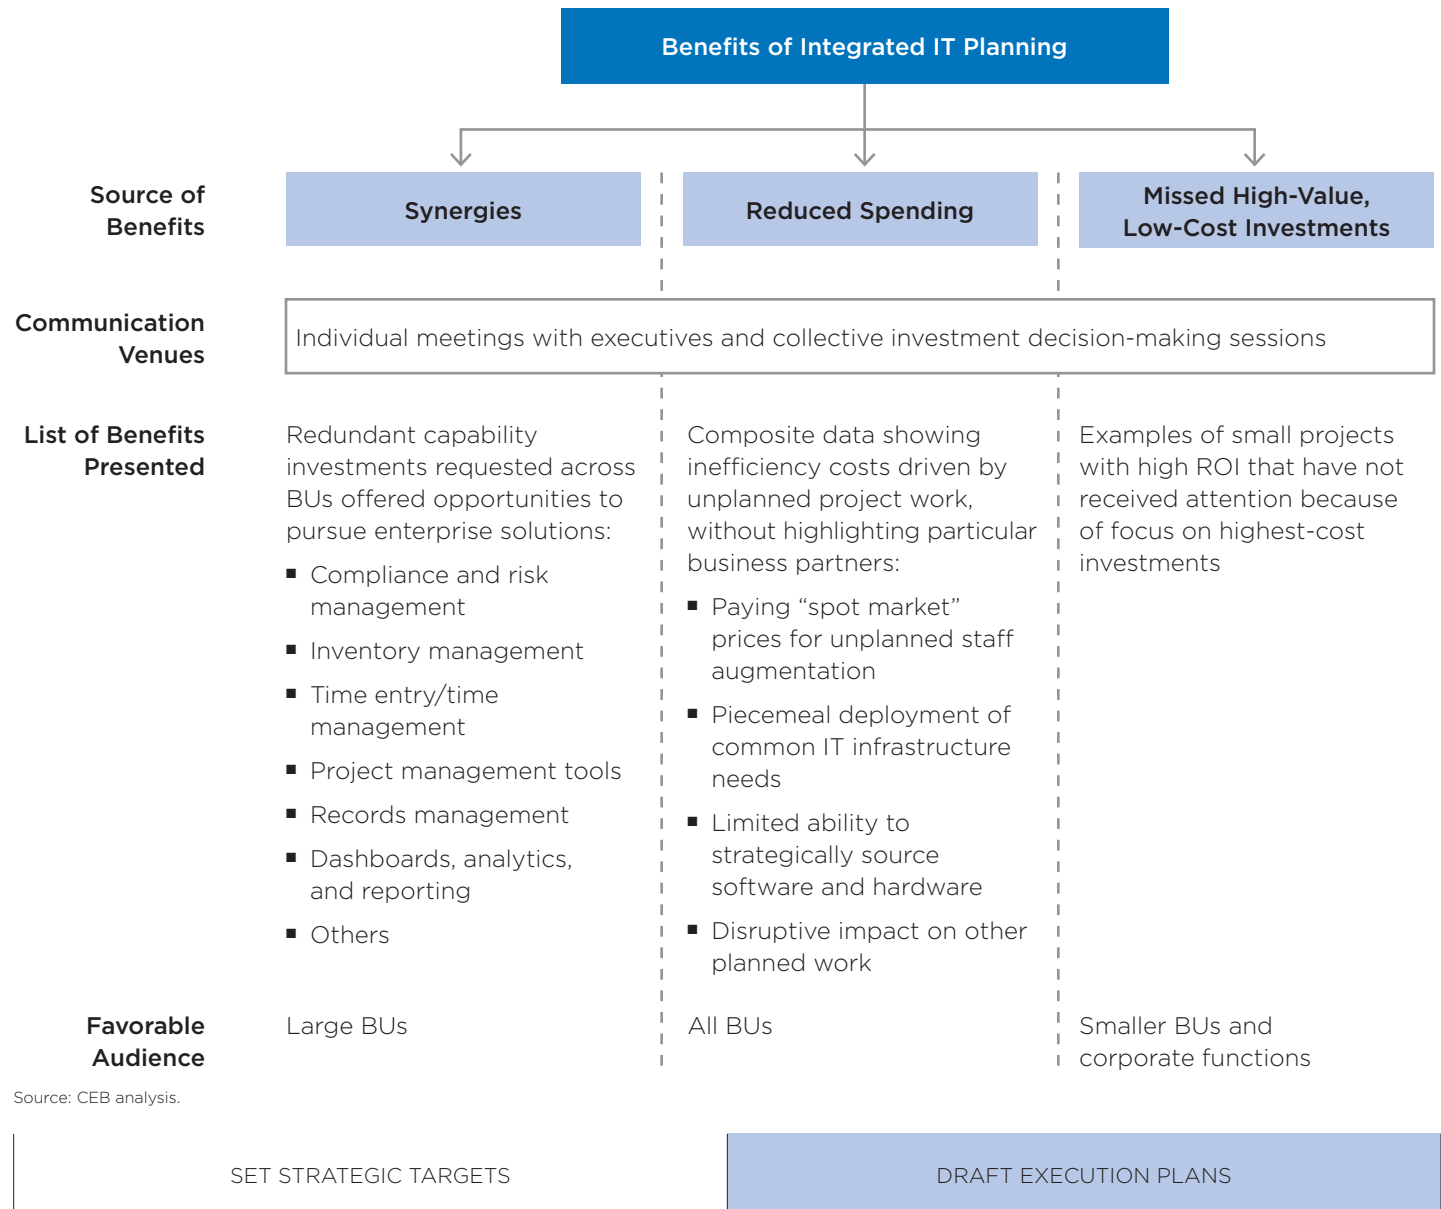 Benefits of Integrated IT Planning
Source of
Benefits
Synergies
Reduced Spending
Missed High-Value,
Low-Cost Investments
Communication
Venues
Individual meetings with executives and collective investment decision-making sessions
List of Benefits
Presented
Redundant capability
investments requested across
BUs offered opportunities to
pursue enterprise solutions:
■ Compliance and risk
management
■ Inventory management
■ Time entry/time
management
■ Project management tools
■ Records management
■ Dashboards, analytics,
and reporting
■ Others
Composite data showing
inefficiency costs driven by
unplanned project work,
without highlighting particular
business partners:
■ Paying “spot market”
prices for unplanned staff
augmentation
■ Piecemeal deployment of
common IT infrastructure
needs
■ Limited ability to
strategically source
software and hardware
■ Disruptive impact on other
planned work
Examples of small projects
with high ROI that have not
received attention because
of focus on highest-cost
investments
Favorable
Audience
Large BUs
All BUs
Smaller BUs and
corporate functions
Source: CEB analysis.
SET STRATEGIC TARGETS
DRAFT EXECUTION PLANS